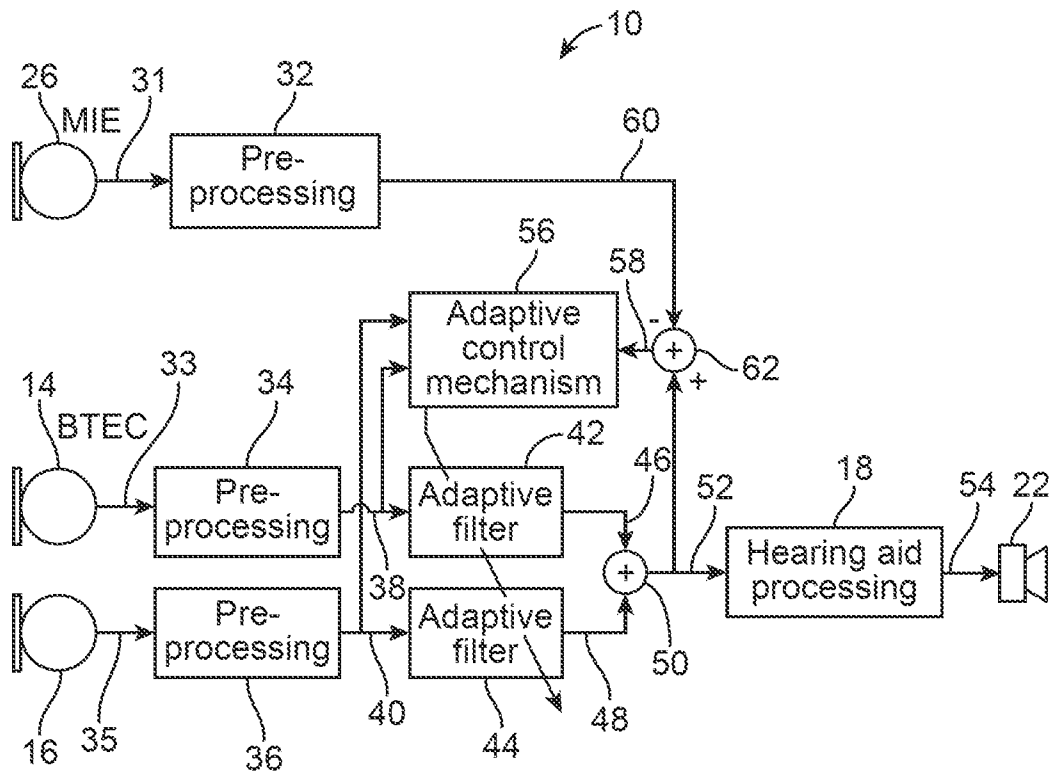 10
26
MIE
31
32
Pre-
processing
60
56
Adaptive
control
mechanism
58
-
+
62
+
14
BTEC
33
34
Pre-
processing
38
42
Adaptive
filter
46
52
18
Hearing aid
processing
54
22
+
50
16
35
Pre-
processing
36
40
Adaptive
filter
44
48